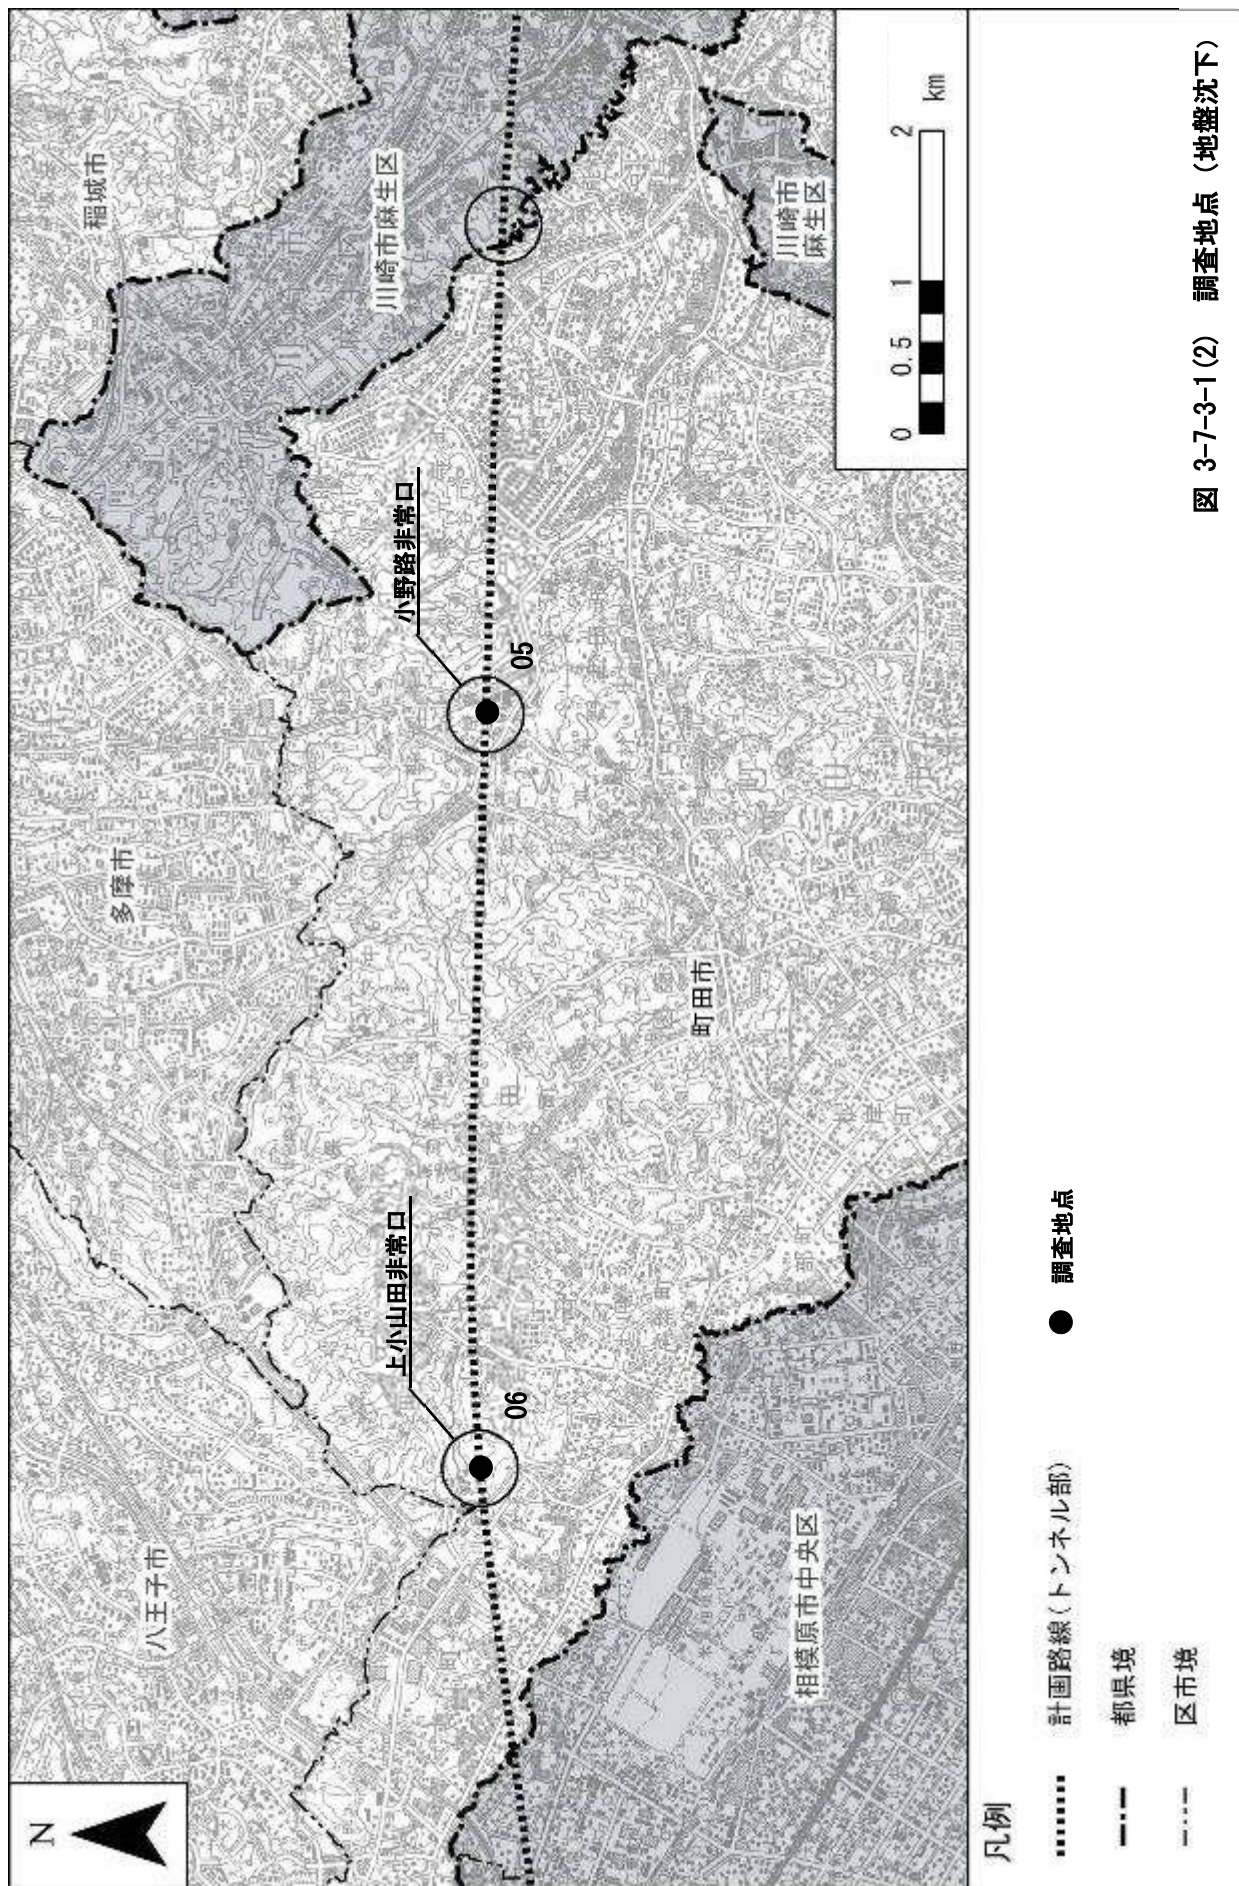 N
八王子市
多摩市
稲城市
川崎市麻生区
上小山田非常口
小野路非常口
06
05
町田市
相模原市中央区
川崎市
麻生区
0
0.5
1
2
km
凡例
計画路線(トンネル部)
調査地点
都県境
区市境
図 3-7-3-1(2) 調査地点(地盤沈下)